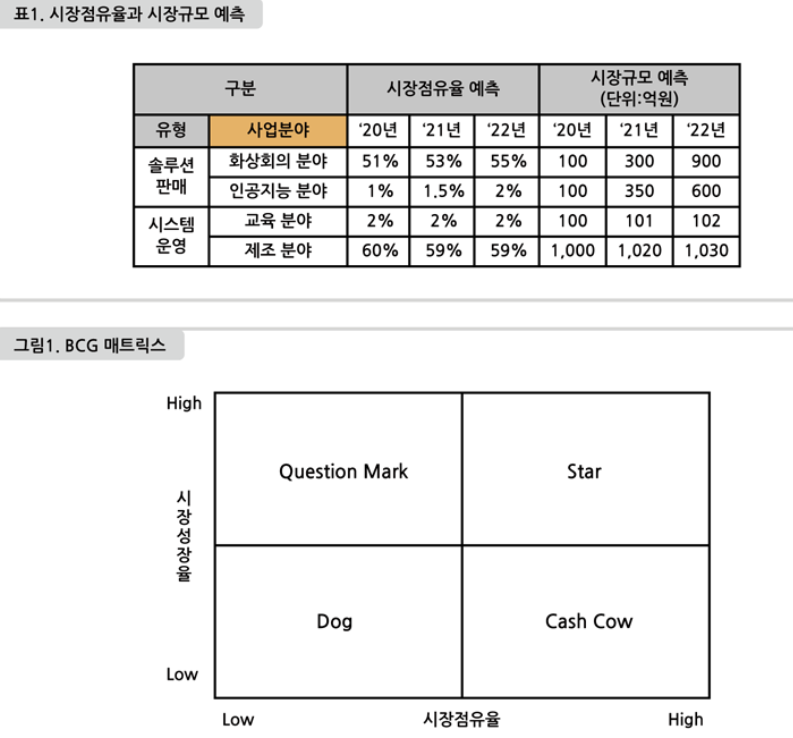 표1. 시장점유율과 시장규모 예측
구분 시장점유율 예측 시장규모 예측
(단위:억원)
유형 사업분야 ‘20년 ‘21년 ‘22년 ‘20년 ‘21년 ‘22년
솔루션
판매
화상회의 분야 51% 53% 55% 100 300 900
인공지능 분야 1% 1.5% 2% 100 350 600
시스템
운영
교육 분야 2% 2% 2% 100 101 102
제조 분야 60% 59% 59% 1,000 1,020 1,030
그림1. BCG 매트릭스
High
Question Mark Star
시장성장율
Dog Cash Cow
Low
Low 시장점유율 High